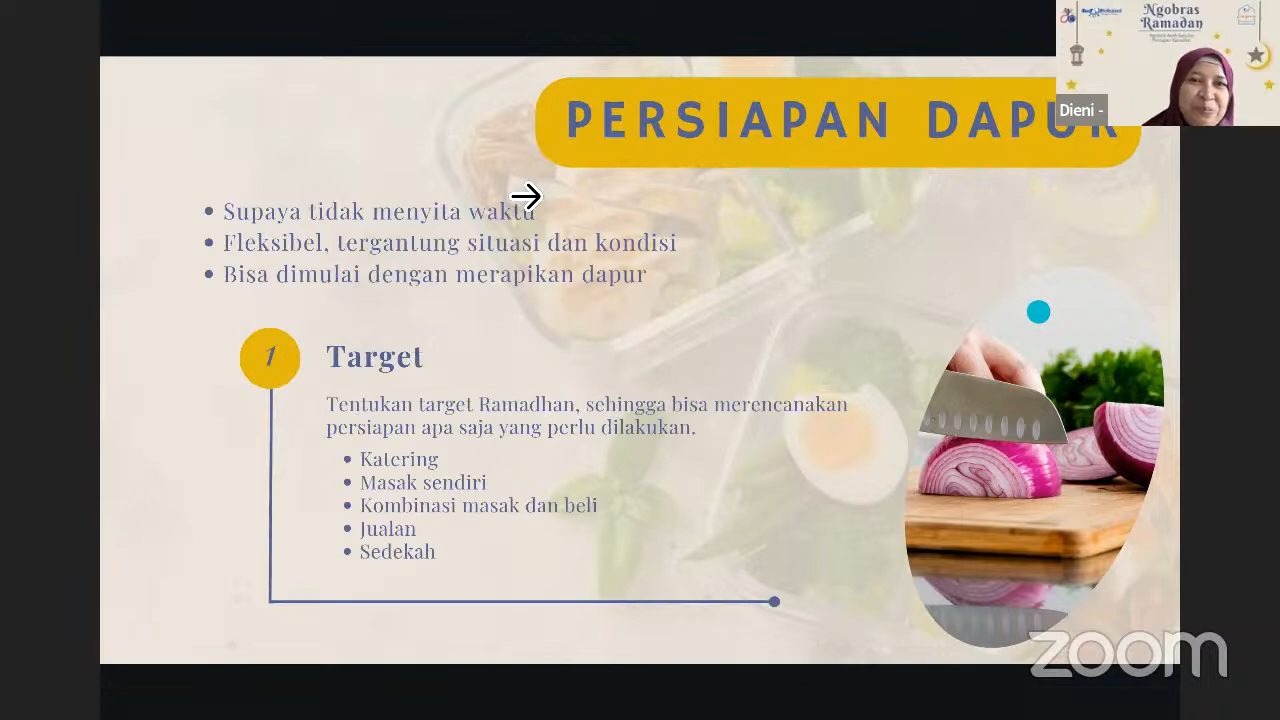 Ngobras
Ramadan
Dieni -
PERSIAPAN DAPUR
Supaya tidak menyita waktu
Fleksibel, tergantung situasi dan kondisi
Bisa dimulai dengan merapikan dapur
1
Target
Tentukan target Ramadhan, sehingga bisa merencanakan
persiapan apa saja yang perlu dilakukan.
Katering
Masak sendiri
Kombinasi masak dan beli
Jualan
Sedekah
zoom